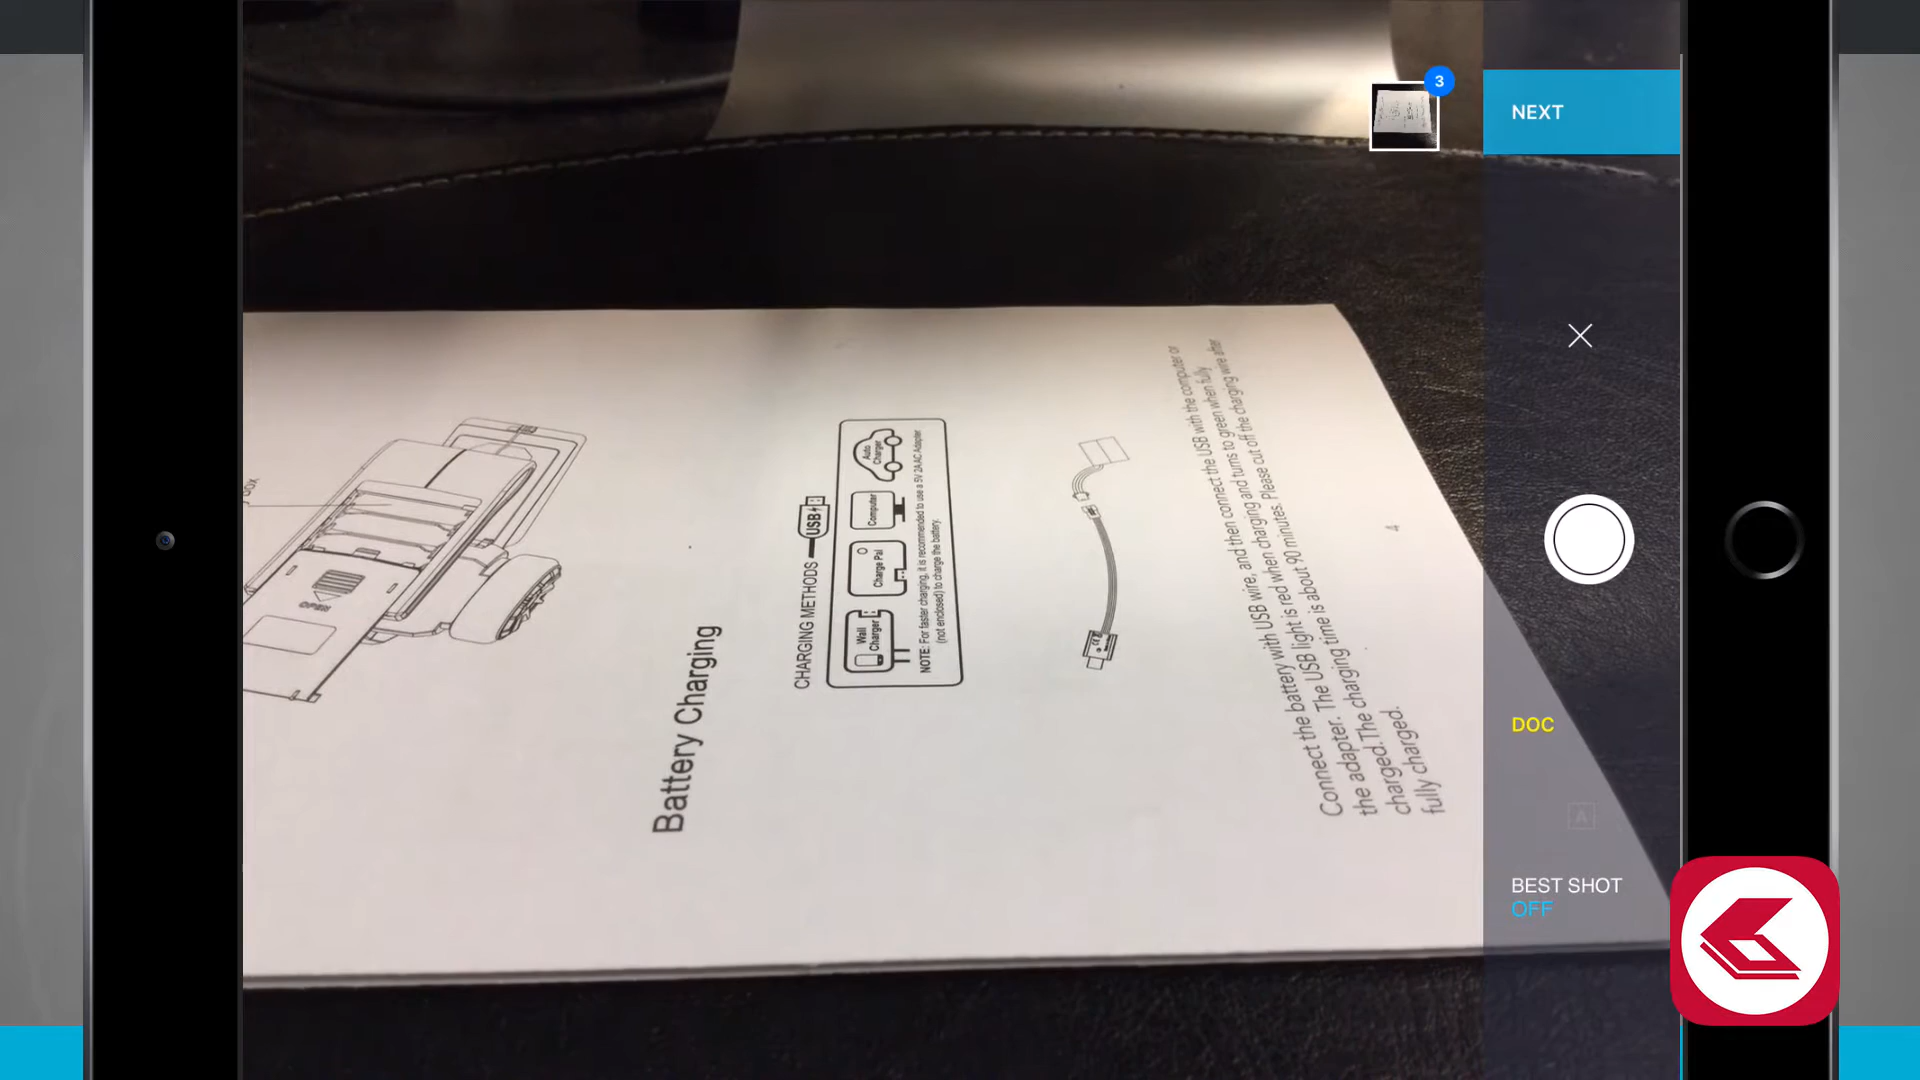 3
NEXT
DOC
A
BEST SHOT
OFF
OPEN
Battery Charging
CHARGING METHODS
USB
Wall
Charger
Charge Pal
Computer
Auto
Charger
NOTE: For faster charging, it is recommended to use a 5V 2A AC Adapter
(not enclosed) to charge the battery.
Connect the battery with USB wire, and then connect the USB with the computer or
the adapter. The USB light is red when charging and turns to green when fully
charged.The charging time is about 90 minutes. Please cut off the charging wire after
fully charged.
4